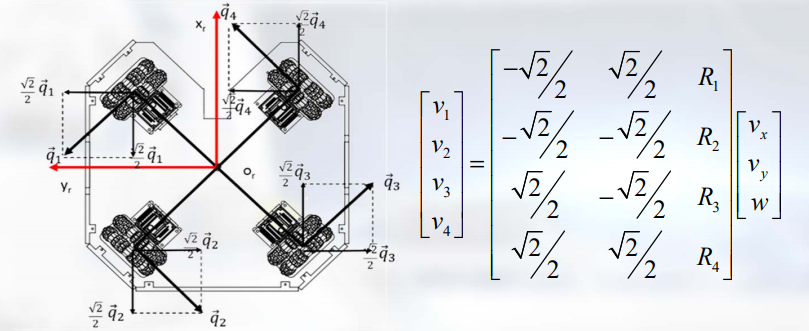 x_r
\vec{q}_4
\frac{\sqrt{2}}{2} \vec{q}_4
\frac{\sqrt{2}}{2} \vec{q}_1
\frac{\sqrt{2}}{2} \vec{q}_4
\vec{q}_1
\frac{\sqrt{2}}{2} \vec{q}_1
y_r
O_r
\frac{\sqrt{2}}{2} \vec{q}_3
\vec{q}_3
\frac{\sqrt{2}}{2} \vec{q}_2
\frac{\sqrt{2}}{2} \vec{q}_3
\frac{\sqrt{2}}{2} \vec{q}_2
\vec{q}_2
\begin{bmatrix} v_1 \\ v_2 \\ v_3 \\ v_4 \end{bmatrix} = \begin{bmatrix} -\sqrt{2}/2 & \sqrt{2}/2 & R_1 \\ -\sqrt{2}/2 & -\sqrt{2}/2 & R_2 \\ \sqrt{2}/2 & -\sqrt{2}/2 & R_3 \\ \sqrt{2}/2 & \sqrt{2}/2 & R_4 \end{bmatrix} \begin{bmatrix} v_x \\ v_y \\ w \end{bmatrix}